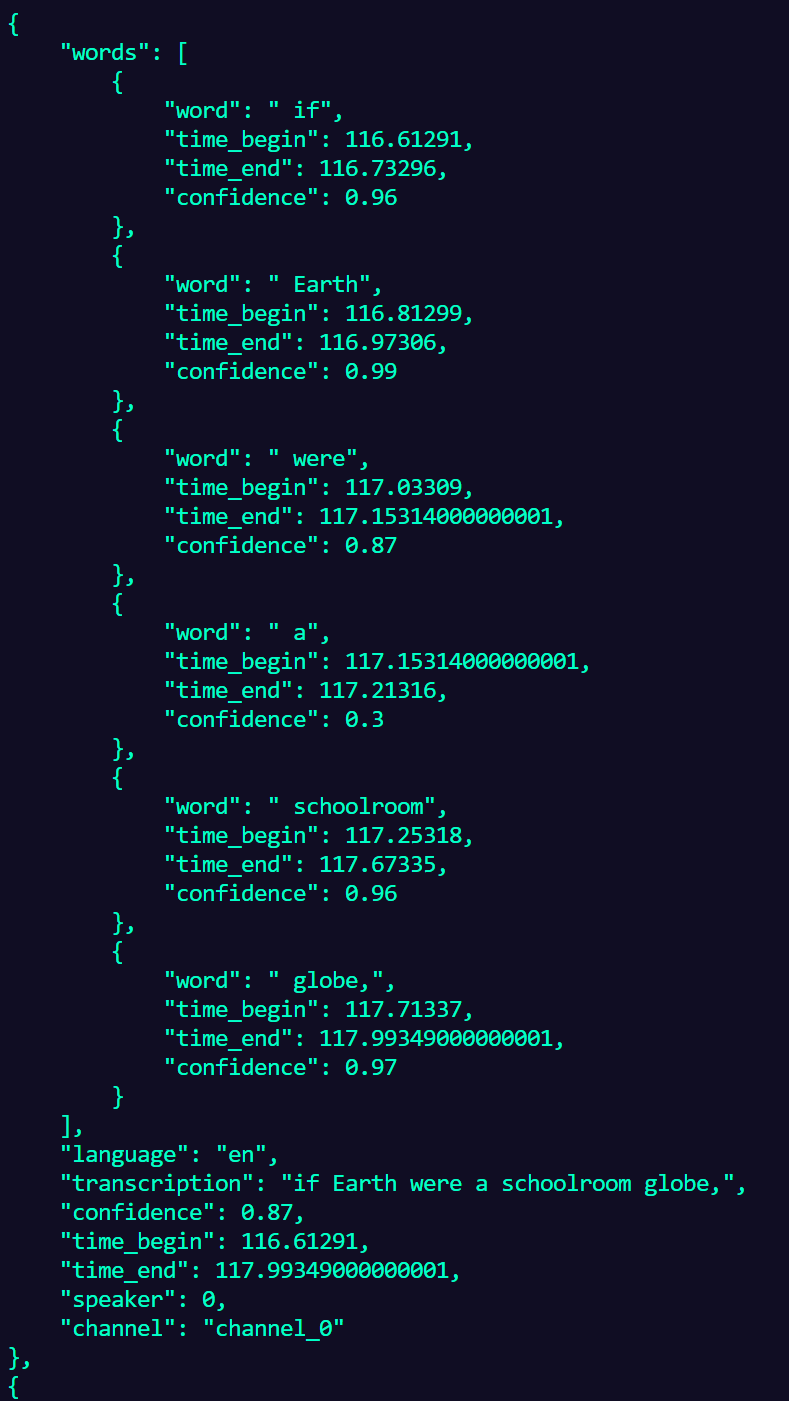 {
    "words": [
        {
            "word": " if",
            "time_begin": 116.61291,
            "time_end": 116.73296,
            "confidence": 0.96
        },
        {
            "word": " Earth",
            "time_begin": 116.81299,
            "time_end": 116.97306,
            "confidence": 0.99
        },
        {
            "word": " were",
            "time_begin": 117.03309,
            "time_end": 117.15314000000001,
            "confidence": 0.87
        },
        {
            "word": " a",
            "time_begin": 117.15314000000001,
            "time_end": 117.21316,
            "confidence": 0.3
        },
        {
            "word": " schoolroom",
            "time_begin": 117.25318,
            "time_end": 117.67335,
            "confidence": 0.96
        },
        {
            "word": " globe,",
            "time_begin": 117.71337,
            "time_end": 117.99349000000001,
            "confidence": 0.97
        }
    ],
    "language": "en",
    "transcription": "if Earth were a schoolroom globe,",
    "confidence": 0.87,
    "time_begin": 116.61291,
    "time_end": 117.99349000000001,
    "speaker": 0,
    "channel": "channel_0"
},
{